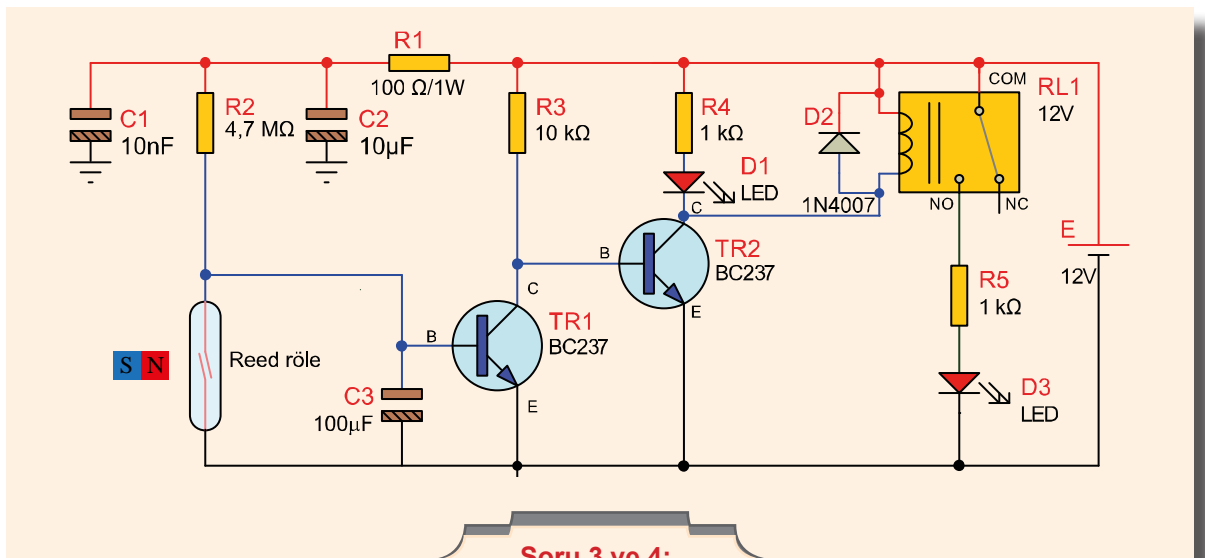 R1
100 Ω/1W
C1
10nF
R2
4,7 MΩ
C2
10µF
R3
10 kΩ
R4
1 kΩ
D1
LED
D2
1N4007
COM
RL1
12V
NO
NC
C
B
TR2
BC237
E
E
12V
R5
1 kΩ
D3
LED
S N
Reed röle
C
B
TR1
BC237
E
C3
100µF
Soru 3 ve 4: